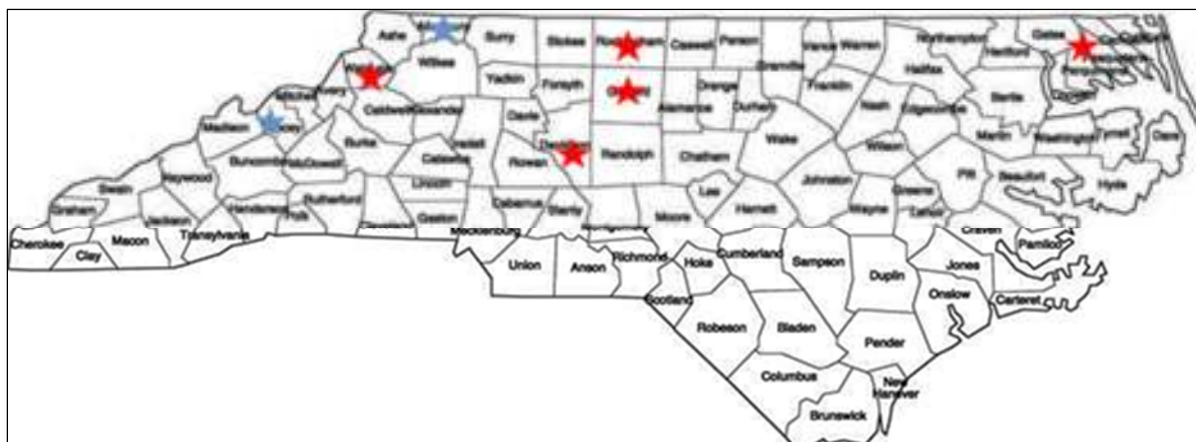 Ashe
Surry
Stokes
Caswell
Person
Vance
Warren
Northampton
Gates
Hertford
Halifax
Wilkes
Yadkin
Forsyth
Granville
Franklin
Mitchell
Avery
Caldwell
Alexander
Orange
Durham
Alamance
Nash
Edgecombe
Bertie
Madison
Davie
Iredell
Burke
Wake
Martin
Washington
Tyrrell
Dare
Buncombe
McDowell
Catawba
Rowan
Randolph
Chatham
Wilson
Haywood
Swain
Lincoln
Lee
Johnston
Pitt
Beaufort
Hyde
Rutherford
Cabarrus
Stanly
Moore
Harnett
Wayne
Greene
Lenoir
Graham
Jackson
Henderson
Polk
Cleveland
Gaston
Mecklenburg
Montgomery
Cherokee
Macon
Transylvania
Clay
Craven
Pamlico
Union
Anson
Richmond
Hoke
Cumberland
Sampson
Duplin
Jones
Scotland
Onslow
Carteret
Robeson
Bladen
Pender
Columbus
New
Hanover
Brunswick